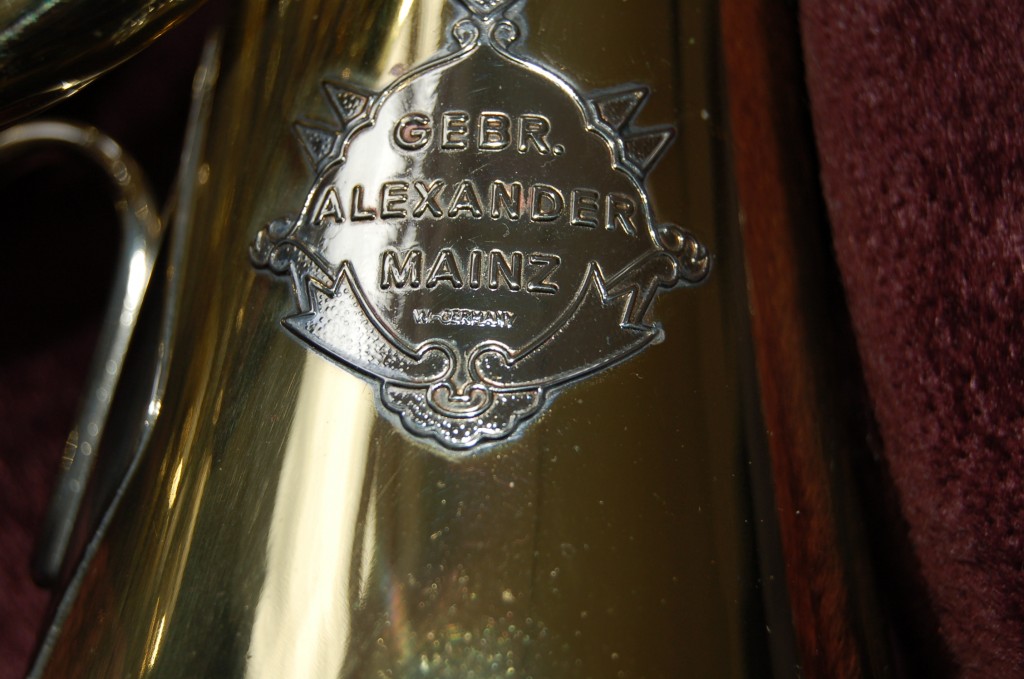 GEBR.
ALEXANDER
MAINZ
W.-GERMANY